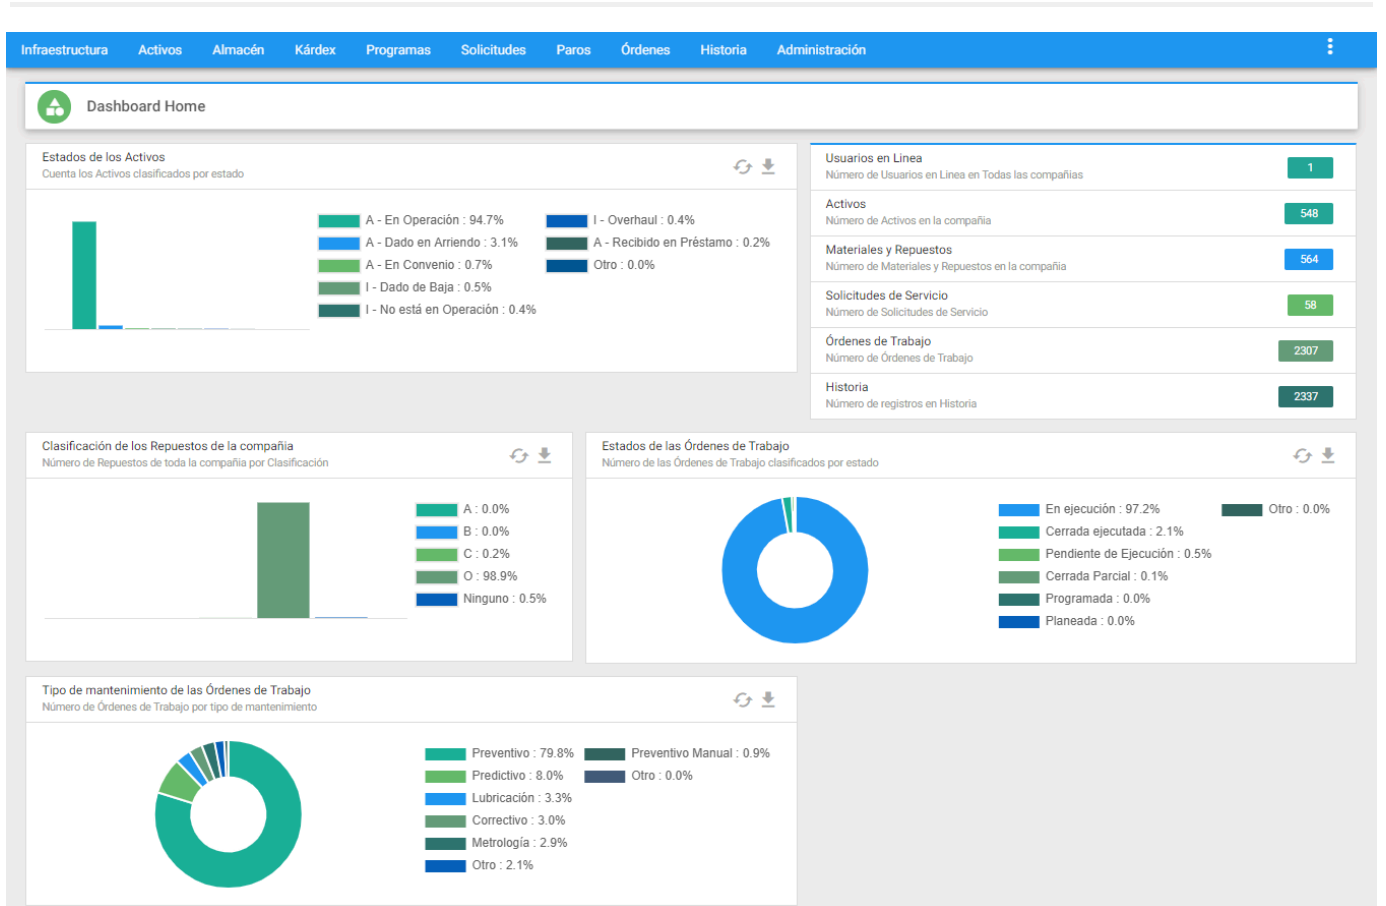 Infraestructura Activos Almacén Kárdex Programas Solicitudes Paros Órdenes Historia Administración
Dashboard Home
Estados de los Activos
Cuenta los Activos clasificados por estado
A - En Operación : 94.7%
A - Dado en Arriendo : 3.1%
A - En Convenio : 0.7%
I - Dado de Baja : 0.5%
I - No está en Operación : 0.4%
I - Overhaul : 0.4%
A - Recibido en Préstamo : 0.2%
Otro : 0.0%
Usuarios en Linea
Número de Usuarios en Linea en Todas las compañias
1
Activos
Número de Activos en la compañia
548
Materiales y Repuestos
Número de Materiales y Repuestos en la compañia
564
Solicitudes de Servicio
Número de Solicitudes de Servicio
58
Órdenes de Trabajo
Número de Órdenes de Trabajo
2307
Historia
Número de registros en Historia
2337
Clasificación de los Repuestos de la compañia
Número de Repuestos de toda la compañia por Clasificación
A : 0.0%
B : 0.0%
C : 0.2%
O : 98.9%
Ninguno : 0.5%
Estados de las Órdenes de Trabajo
Número de las Órdenes de Trabajo clasificados por estado
En ejecución : 97.2%
Cerrada ejecutada : 2.1%
Pendiente de Ejecución : 0.5%
Cerrada Parcial : 0.1%
Programada : 0.0%
Planeada : 0.0%
Otro : 0.0%
Tipo de mantenimiento de las Órdenes de Trabajo
Número de Órdenes de Trabajo por tipo de mantenimiento
Preventivo : 79.8%
Predictivo : 8.0%
Lubricación : 3.3%
Correctivo : 3.0%
Metrología : 2.9%
Otro : 2.1%
Preventivo Manual : 0.9%
Otro : 0.0%